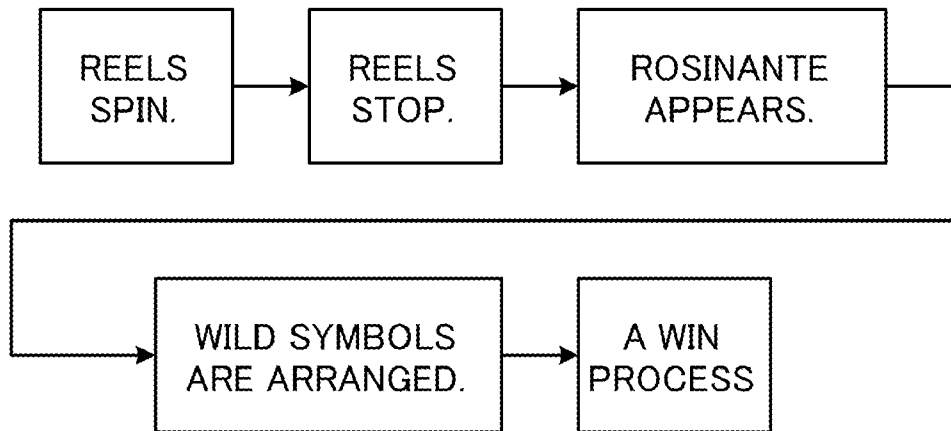 REELS
SPIN.
REELS
STOP.
ROSINANTE
APPEARS.
WILD SYMBOLS
ARE ARRANGED.
A WIN
PROCESS